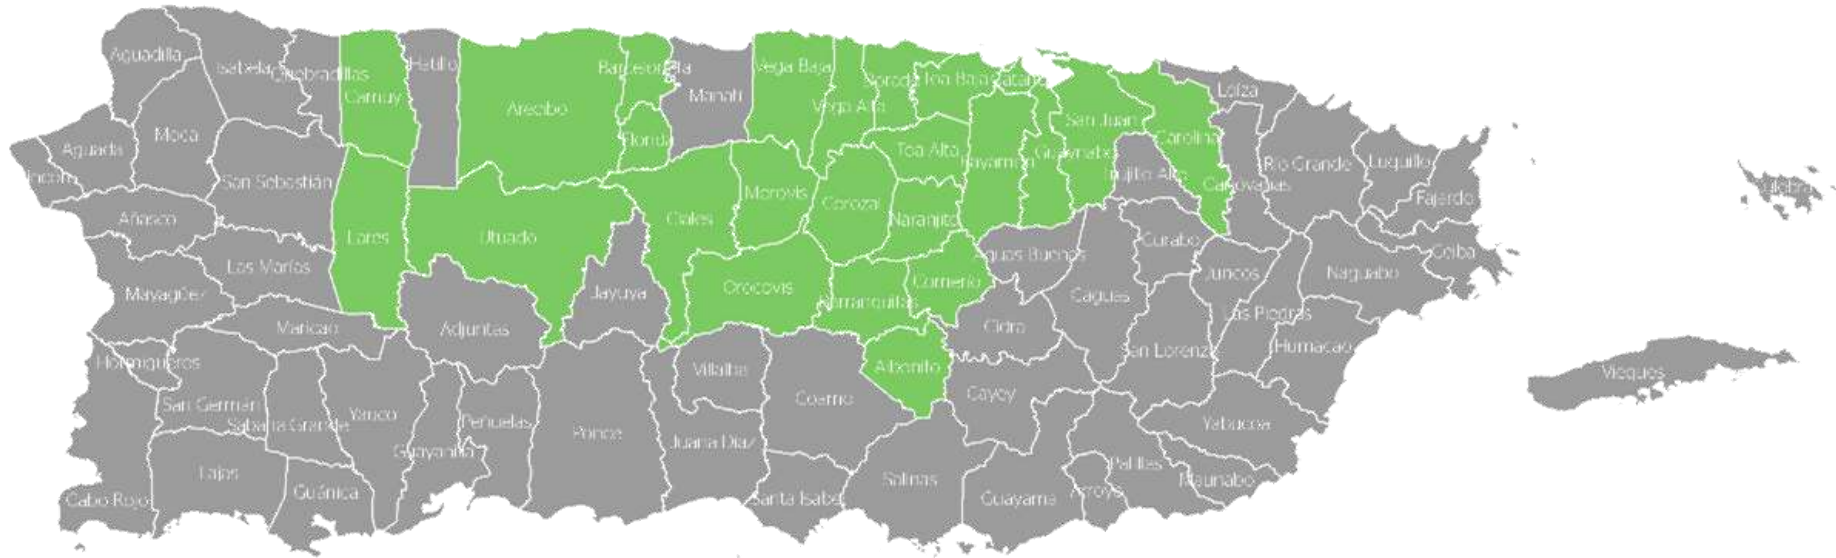 Aguadilla
Isabela
Quebradillas
Camuy
Hatillo
Arecibo
Barceloneta
Manatí
Vega Baja
Vega Alta
Dorado
Toa Baja
Cataño
San Juan
Carolina
Loíza
Moca
Aguada
Rincón
San Sebastián
Florida
Toa Alta
Bayamón
Guaynabo
Trujillo Alto
Canóvanas
Río Grande
Luquillo
Fajardo
Culebra
Añasco
Lares
Utuado
Ciales
Morovis
Corozal
Naranjito
Aguas Buenas
Gurabo
Ceiba
Las Marías
Mayagüez
Jayuya
Orocovis
Barranquitas
Comerío
Caguas
Juncos
Naguabo
Maricao
Adjuntas
Cidra
Las Piedras
Humacao
San Lorenzo
Hormigueros
Villalba
Aibonito
Vieques
San Germán
Sabana Grande
Yauco
Peñuelas
Guayanilla
Ponce
Juana Díaz
Coamo
Cayey
Yabucoa
Cabo Rojo
Lajas
Guánica
Santa Isabel
Salinas
Guayama
Arroyo
Patillas
Maunabo